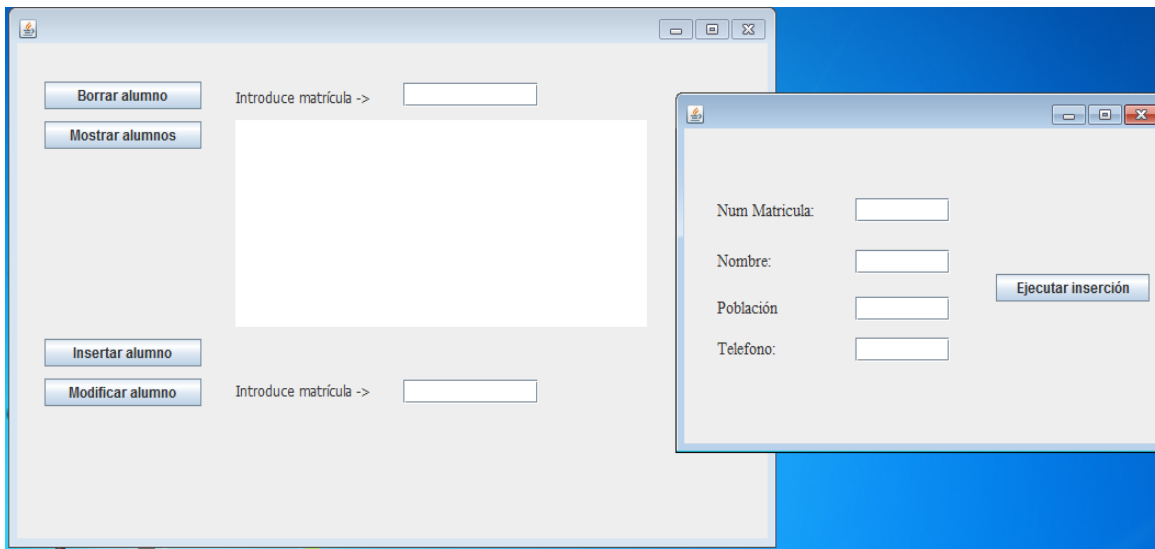 Borrar alumno
Introduce matrícula ->
Mostrar alumnos
Insertar alumno
Modificar alumno
Introduce matrícula ->
Num Matricula:
Nombre:
Población
Telefono:
Ejecutar inserción